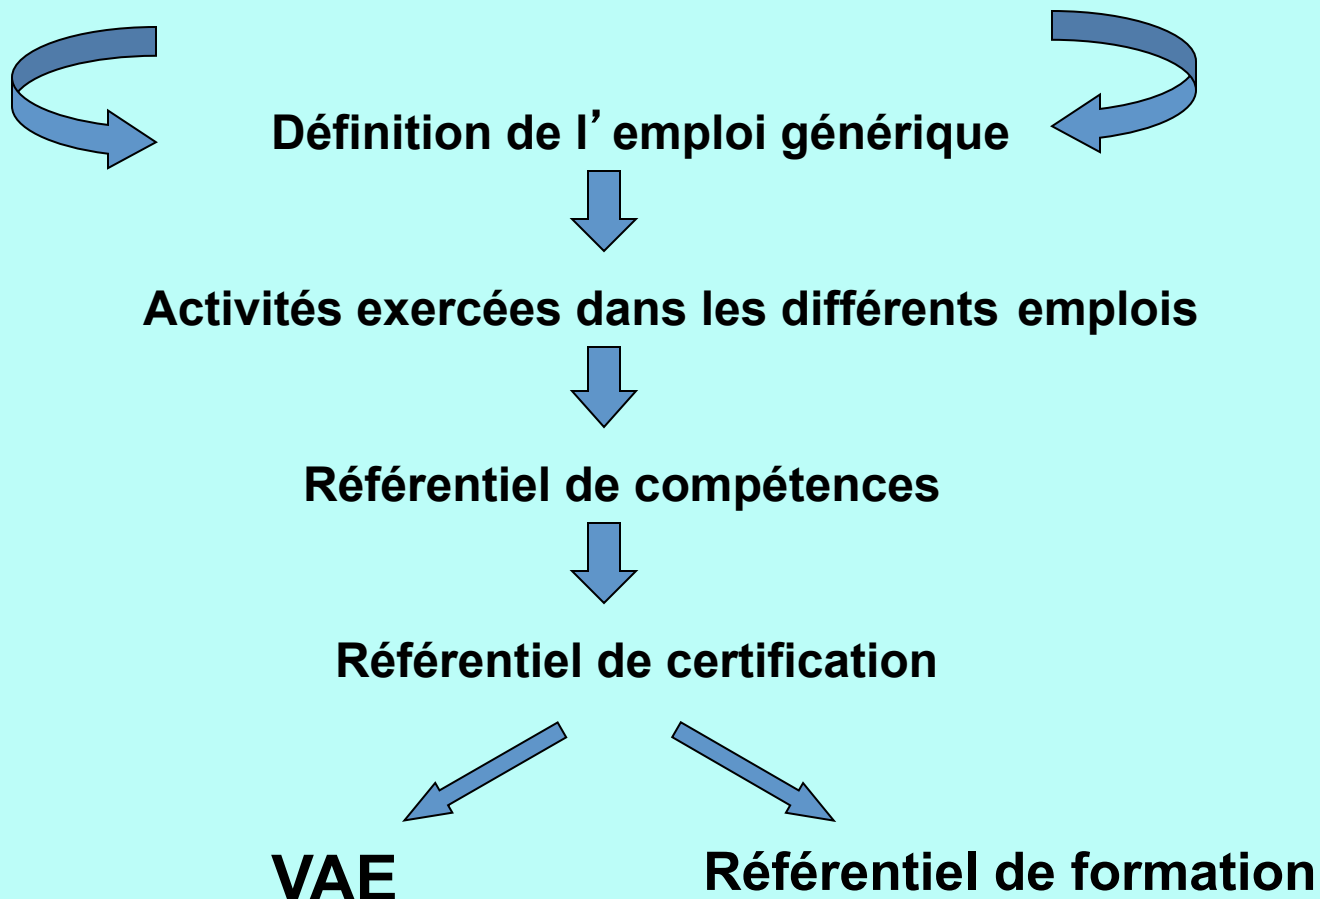 Définition de l’emploi générique
Activités exercées dans les différents emplois
Référentiel de compétences
Référentiel de certification
VAE
Référentiel de formation